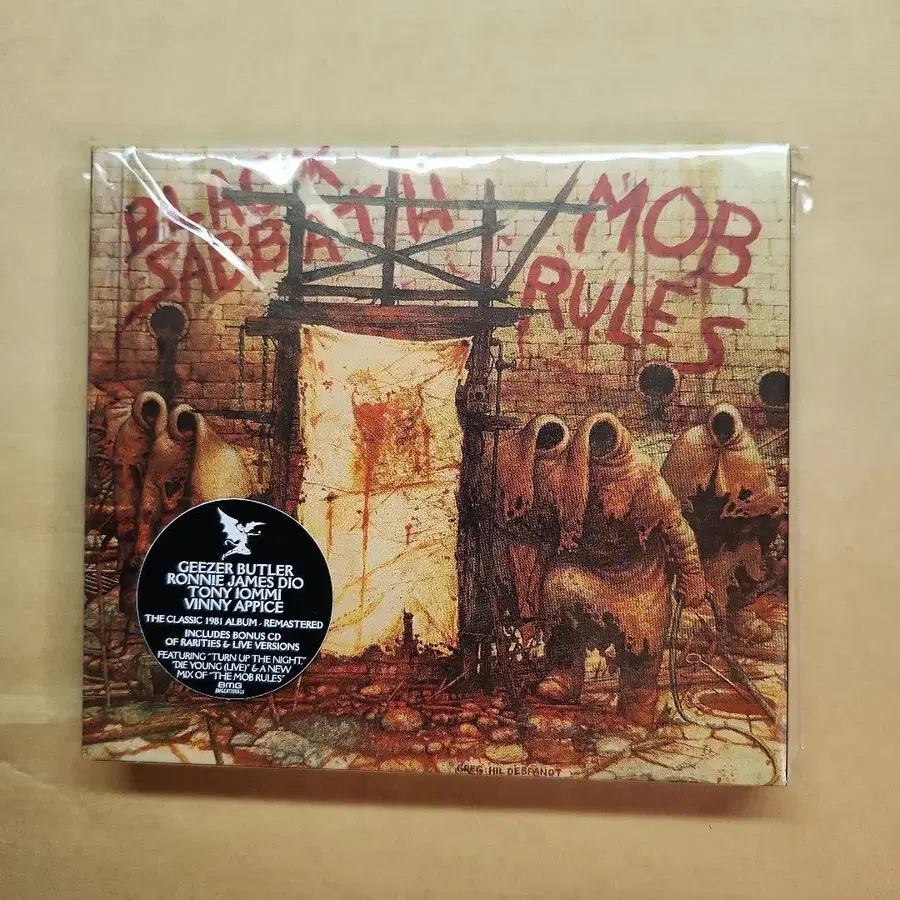 BLACK
SABBATH
MOB
RULES
GEEZER BUTLER
RONNIE JAMES DIO
TONY IOMMI
VINNY APPICE
THE CLASSIC 1981 ALBUM - REMASTERED
INCLUDES BONUS CD
OF RARITIES & LIVE VERSIONS
FEATURING "TURN UP THE NIGHT,"
"DIE YOUNG (LIVE)" & A NEW
MIX OF "THE MOB RULES"
BMG
GREG HILDEBRANDT